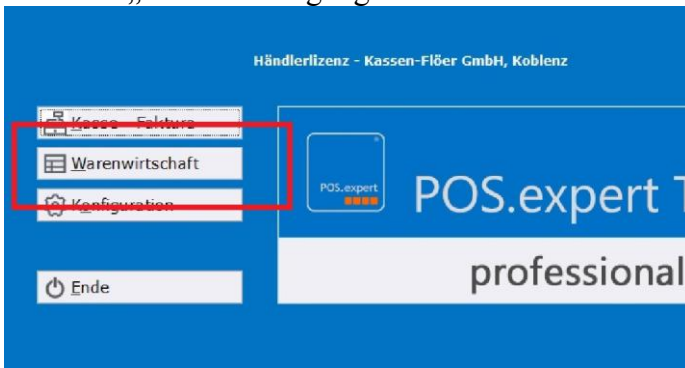 Händlerlizenz - Kassen-Flöer GmbH, Koblenz
Kasse - Faktura
Warenwirtschaft
Konfiguration
Ende
POS.expert
POS.expert T
professional